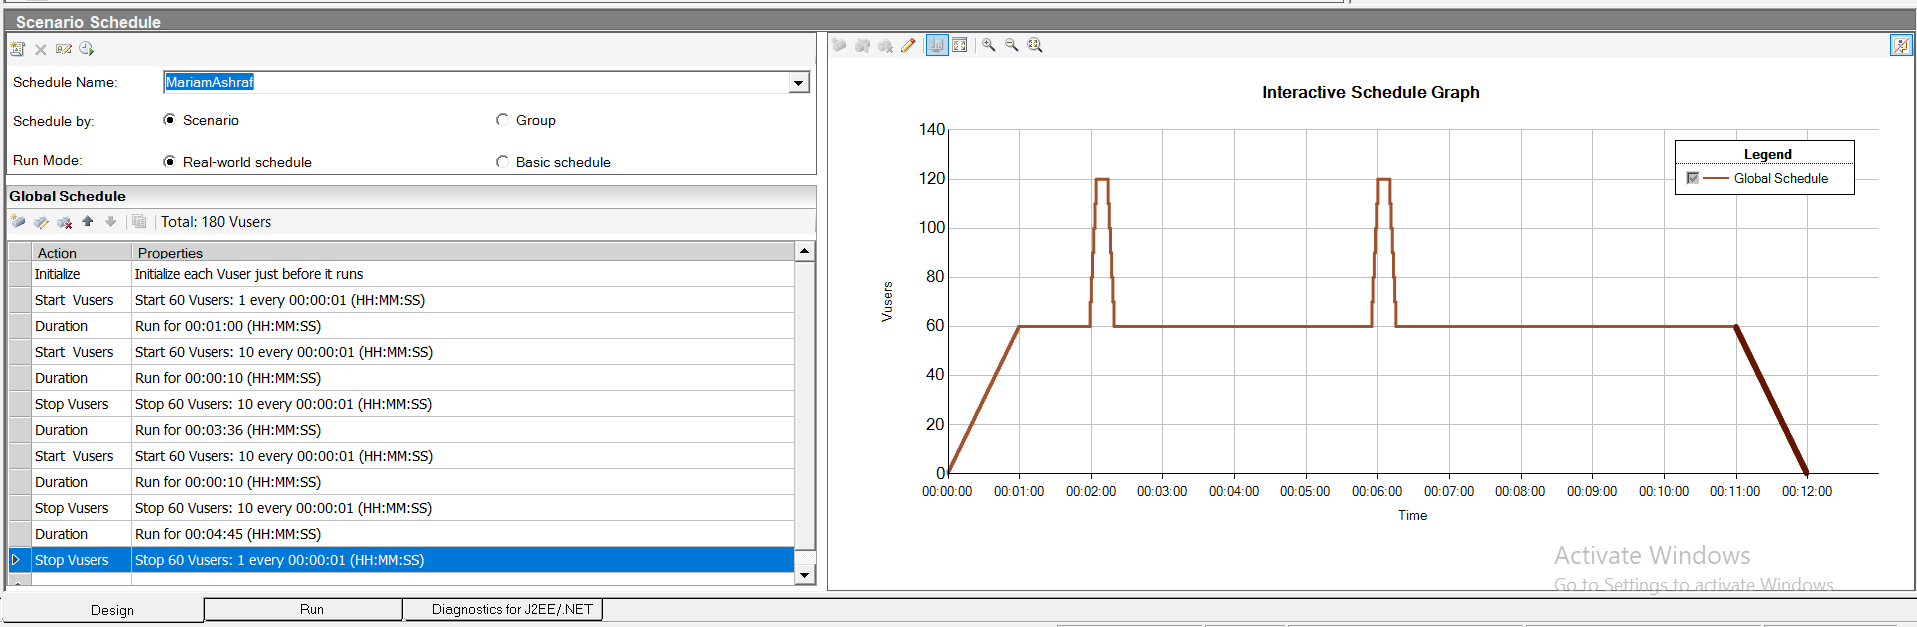 Scenario Schedule
Schedule Name: MariamAshraf
Schedule by: Scenario Group
Run Mode: Real-world schedule Basic schedule
Global Schedule
Total: 180 Vusers
Action Properties
Initialize Initialize each Vuser just before it runs
Start Vusers Start 60 Vusers: 1 every 00:00:01 (HH:MM:SS)
Duration Run for 00:01:00 (HH:MM:SS)
Start Vusers Start 60 Vusers: 10 every 00:00:01 (HH:MM:SS)
Duration Run for 00:00:10 (HH:MM:SS)
Stop Vusers Stop 60 Vusers: 10 every 00:00:01 (HH:MM:SS)
Duration Run for 00:03:36 (HH:MM:SS)
Start Vusers Start 60 Vusers: 10 every 00:00:01 (HH:MM:SS)
Duration Run for 00:00:10 (HH:MM:SS)
Stop Vusers Stop 60 Vusers: 10 every 00:00:01 (HH:MM:SS)
Duration Run for 00:04:45 (HH:MM:SS)
Stop Vusers Stop 60 Vusers: 1 every 00:00:01 (HH:MM:SS)
Design Run Diagnostics for J2EE/.NET
Interactive Schedule Graph
Legend
Global Schedule
140
120
100
80
60
40
20
0
Vusers
00:00:00 00:01:00 00:02:00 00:03:00 00:04:00 00:05:00 00:06:00 00:07:00 00:08:00 00:09:00 00:10:00 00:11:00 00:12:00
Time
Activate Windows
Go to Settings to activate Windows.